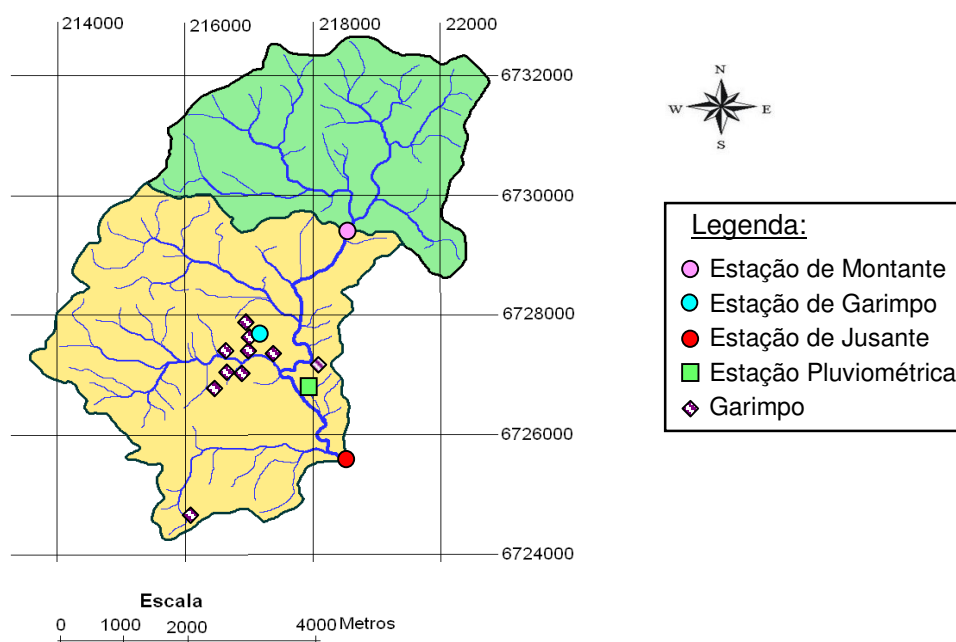 214000 216000 218000 22000
6732000
6730000
6728000
6726000
6724000
N
W E
S
Legenda:
Estação de Montante
Estação de Garimpo
Estação de Jusante
Estação Pluviométrica
Garimpo
Escala
0 1000 2000 4000 Metros